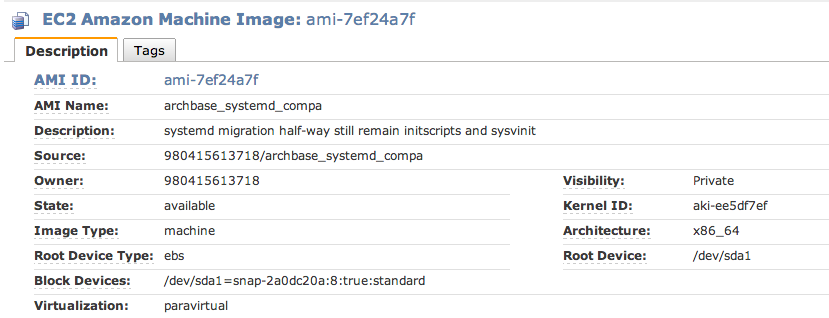 EC2 Amazon Machine Image: ami-7ef24a7f
Description Tags
AMI ID: ami-7ef24a7f
AMI Name: archbase_systemd_compa
Description: systemd migration half-way still remain initscripts and sysvinit
Source: 980415613718/archbase_systemd_compa
Owner: 980415613718 Visibility: Private
State: available Kernel ID: aki-ee5df7ef
Image Type: machine Architecture: x86_64
Root Device Type: ebs Root Device: /dev/sda1
Block Devices: /dev/sda1=snap-2a0dc20a:8:true:standard
Virtualization: paravirtual